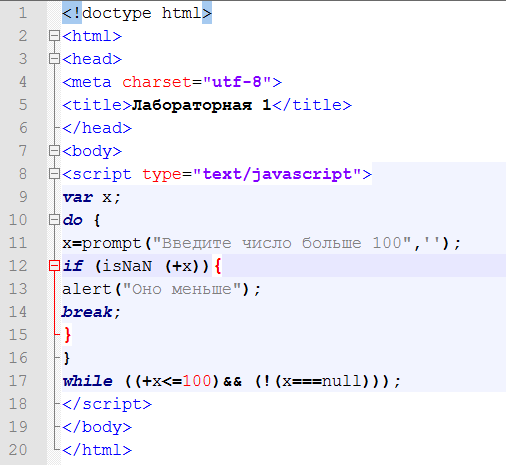 1 <!doctype html>
2 <html>
3 <head>
4 <meta charset="utf-8">
5 <title>Лабораторная 1</title>
6 </head>
7 <body>
8 <script type="text/javascript">
9 var x;
10 do {
11 x=prompt("Введите число больше 100",'');
12 if (isNaN (+x)){
13 alert("Оно меньше");
14 break;
15 }
16 }
17 while ((+x<=100)&& (!(x===null)));
18 </script>
19 </body>
20 </html>